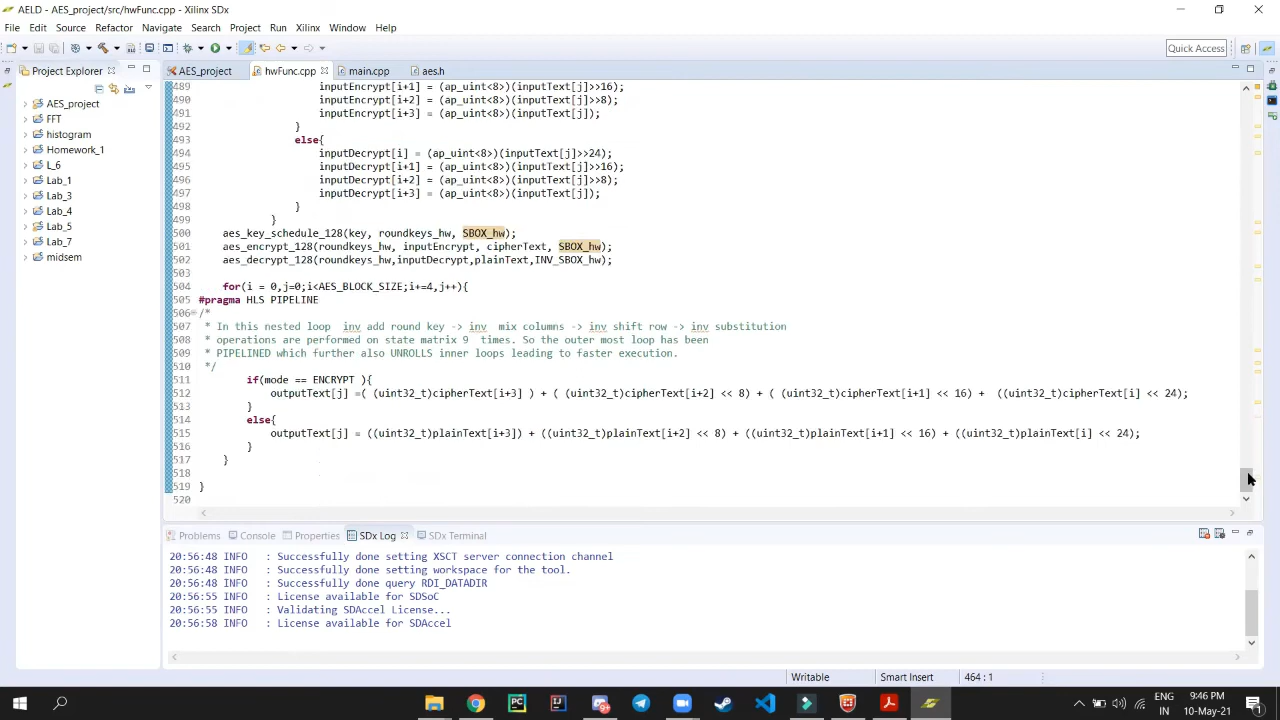 AELD - AES_project/src/hwFunc.cpp - Xilinx SDx
File Edit Source Refactor Navigate Search Project Run Xilinx Window Help
Quick Access
Project Explorer
AES_project
FFT
histogram
Homework_1
L_6
Lab_1
Lab_3
Lab_4
Lab_5
Lab_7
midsem
AES_project hwFunc.cpp main.cpp aes.h
489 inputEncrypt[i+1] = (ap_uint<8>)(inputText[j]>>16);
490 inputEncrypt[i+2] = (ap_uint<8>)(inputText[j]>>8);
491 inputEncrypt[i+3] = (ap_uint<8>)(inputText[j]);
492 }
493 else{
494 inputDecrypt[i] = (ap_uint<8>)(inputText[j]>>24);
495 inputDecrypt[i+1] = (ap_uint<8>)(inputText[j]>>16);
496 inputDecrypt[i+2] = (ap_uint<8>)(inputText[j]>>8);
497 inputDecrypt[i+3] = (ap_uint<8>)(inputText[j]);
498 }
499 }
500 aes_key_schedule_128(key, roundkeys_hw, SBOX_hw);
501 aes_encrypt_128(roundkeys_hw, inputEncrypt, cipherText, SBOX_hw);
502 aes_decrypt_128(roundkeys_hw,inputDecrypt,plainText,INV_SBOX_hw);
503
504 for(i = 0,j=0;i<AES_BLOCK_SIZE;i+=4,j++){
505 #pragma HLS PIPELINE
506 /*
507 * In this nested loop inv add round key -> inv mix columns -> inv shift row -> inv substitution
508 * operations are performed on state matrix 9 times. So the outer most loop has been
509 * PIPELINED which further also UNROLLS inner loops leading to faster execution.
510 */
511 if(mode == ENCRYPT ){
512 outputText[j] =( (uint32_t)cipherText[i+3] ) + ( (uint32_t)cipherText[i+2] << 8) + ( (uint32_t)cipherText[i+1] << 16) + ((uint32_t)cipherText[i] << 24);
513 }
514 else{
515 outputText[j] = ((uint32_t)plainText[i+3]) + ((uint32_t)plainText[i+2] << 8) + ((uint32_t)plainText[i+1] << 16) + ((uint32_t)plainText[i] << 24);
516 }
517 }
518
519 }
520
Problems Console Properties SDx Log SDx Terminal
20:56:48 INFO : Successfully done setting XSCT server connection channel
20:56:48 INFO : Successfully done setting workspace for the tool.
20:56:48 INFO : Successfully done query RDI_DATADIR
20:56:55 INFO : License available for SDSoC
20:56:55 INFO : Validating SDAccel License...
20:56:58 INFO : License available for SDAccel
Writable Smart Insert 464 : 1
ENG 9:46 PM
IN 10-May-21